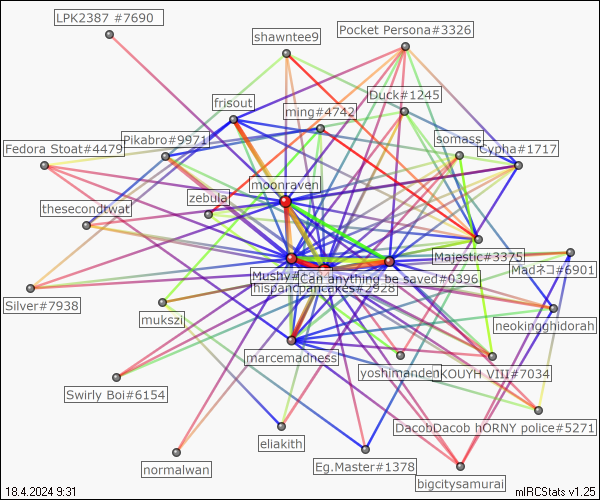 LPK2387 #7690
Pocket Persona#3326
shawntee9
Duck#1245
frisout
ming#4742
somass
Pikabro#9971
Fedora Stoat#4479
Cypha#1717
moonraven
zebula
thesecondtwat
Majestic#3375
Madネコ#6901
Mushy#
Can anything be saved#0396
hispanicpancakes#2928
Silver#7938
mukszi
neokingghidorah
marcemadness
yoshimanden
KOUYH VIII#7034
Swirly Boi#6154
DacobDacob hORNY police#5271
eliakith
normalwan
Eg.Master#1378
bigcitysamurai
18.4.2024 9:31
mIRCStats v1.25